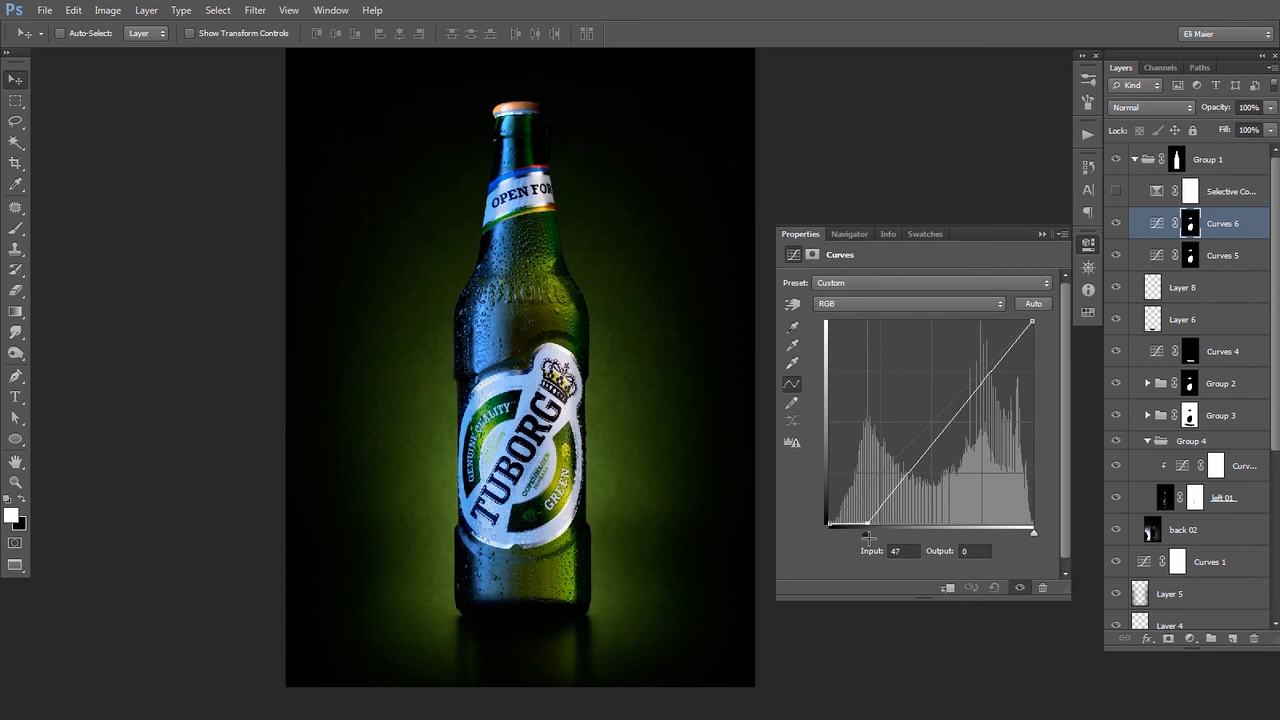 Ps File Edit Image Layer Type Select Filter View Window Help
Auto-Select: Layer Show Transform Controls Eli Maier
Layers Channels Paths
Kind
Normal Opacity: 100%
Lock: Fill: 100%
Group 1
Selective Co...
Curves 6
Curves 5
Layer 8
Layer 6
Curves 4
Group 2
Group 3
Group 4
Curv...
left 01
back 02
Curves 1
Layer 5
Layer 4
Properties Navigator Info Swatches
Curves
Preset: Custom
RGB Auto
Input: 47 Output: 0
OPEN FOR
GENUINE QUALITY
TUBORG
COPENHAGEN
GREEN